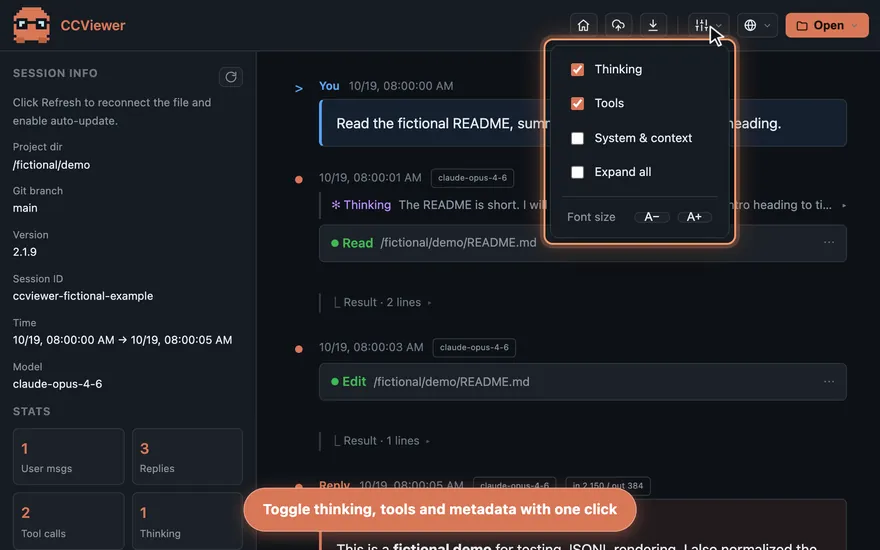 CCViewer
Open
SESSION INFO
Click Refresh to reconnect the file and
enable auto-update.
Project dir
/fictional/demo
Git branch
main
Version
2.1.9
Session ID
ccviewer-fictional-example
Time
10/19, 08:00:00 AM → 10/19, 08:00:05 AM
Model
claude-opus-4-6
STATS
1
User msgs
3
Replies
2
Tool calls
1
Thinking
> You 10/19, 08:00:00 AM
Read the fictional README, eading.
10/19, 08:00:01 AM claude-opus-4-6
✻ Thinking The README is short. I will tro heading to ti…
Read /fictional/demo/README.md ···
Result · 2 lines
10/19, 08:00:03 AM claude-opus-4-6
Edit /fictional/demo/README.md ···
Result · 1 lines
Reply 10/19, 08:00:05 AM claude-opus-4-6 in 2,150 / out 384
This is a fictional demo for testing JSONL rendering. I also normalized the
Thinking
Tools
System & context
Expand all
Font size A− A+
Toggle thinking, tools and metadata with one click